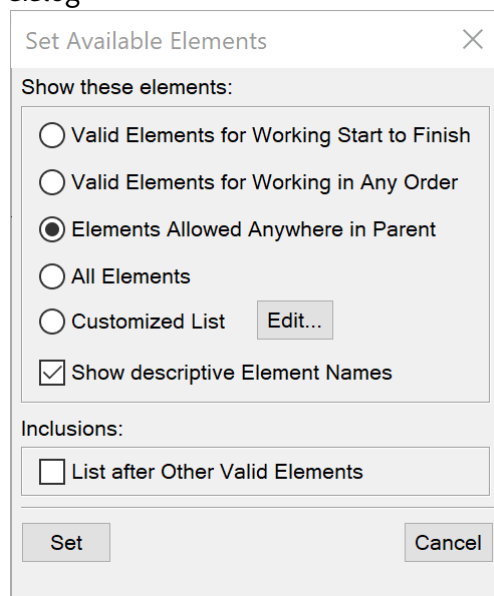 Set Available Elements
Show these elements:
Valid Elements for Working Start to Finish
Valid Elements for Working in Any Order
Elements Allowed Anywhere in Parent
All Elements
Customized List Edit...
Show descriptive Element Names
Inclusions:
List after Other Valid Elements
Set Cancel